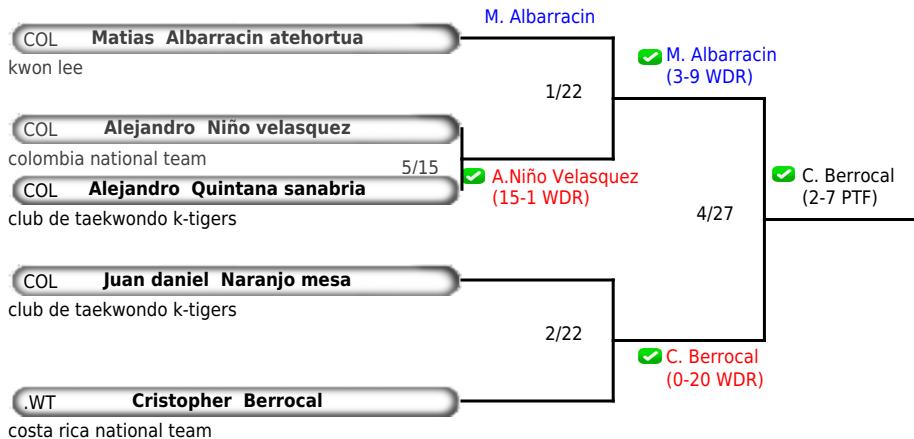 M. Albarracin
COL Matias Albarracin atehortua
kwon lee
M. Albarracin
(3-9 WDR)
1/22
COL Alejandro Niño velasquez
colombia national team
5/15
A.Niño Velasquez
(15-1 WDR)
COL Alejandro Quintana sanabria
club de taekwondo k-tigers
C. Berrocal
(2-7 PTF)
4/27
COL Juan daniel Naranjo mesa
club de taekwondo k-tigers
2/22
C. Berrocal
(0-20 WDR)
.WT Cristopher Berrocal
costa rica national team